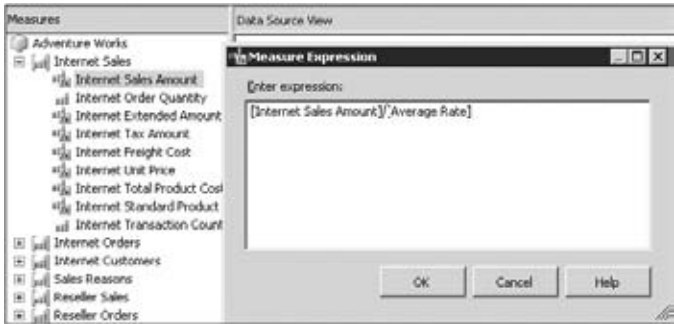 Measures
Data Source View
Adventure Works
Internet Sales
Internet Sales Amount
Internet Order Quantity
Internet Extended Amount
Internet Tax Amount
Internet Freight Cost
Internet Unit Price
Internet Total Product Cost
Internet Standard Product
Internet Transaction Count
Internet Orders
Internet Customers
Sales Reasons
Reseller Sales
Reseller Orders
Measure Expression
Enter expression:
[Internet Sales Amount]/[Average Rate]
OK
Cancel
Help